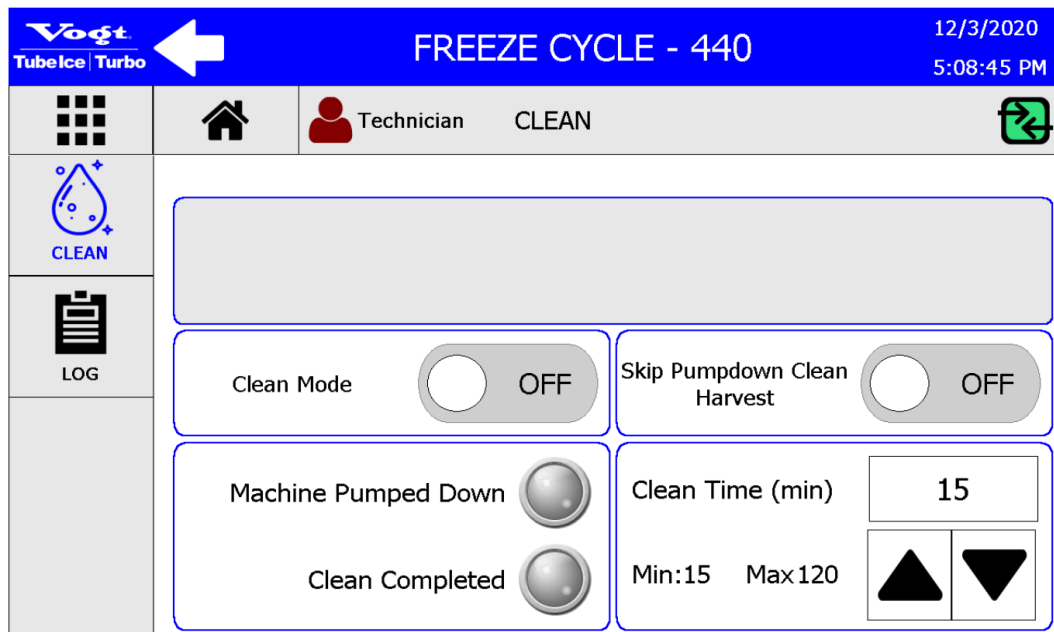 Vogt.
Tube Ice | Turbo
FREEZE CYCLE - 440
12/3/2020
5:08:45 PM
Technician
CLEAN
CLEAN
LOG
Clean Mode
OFF
Skip Pumpdown Clean
Harvest
OFF
Machine Pumped Down
Clean Completed
Clean Time (min)
15
Min:15 Max120